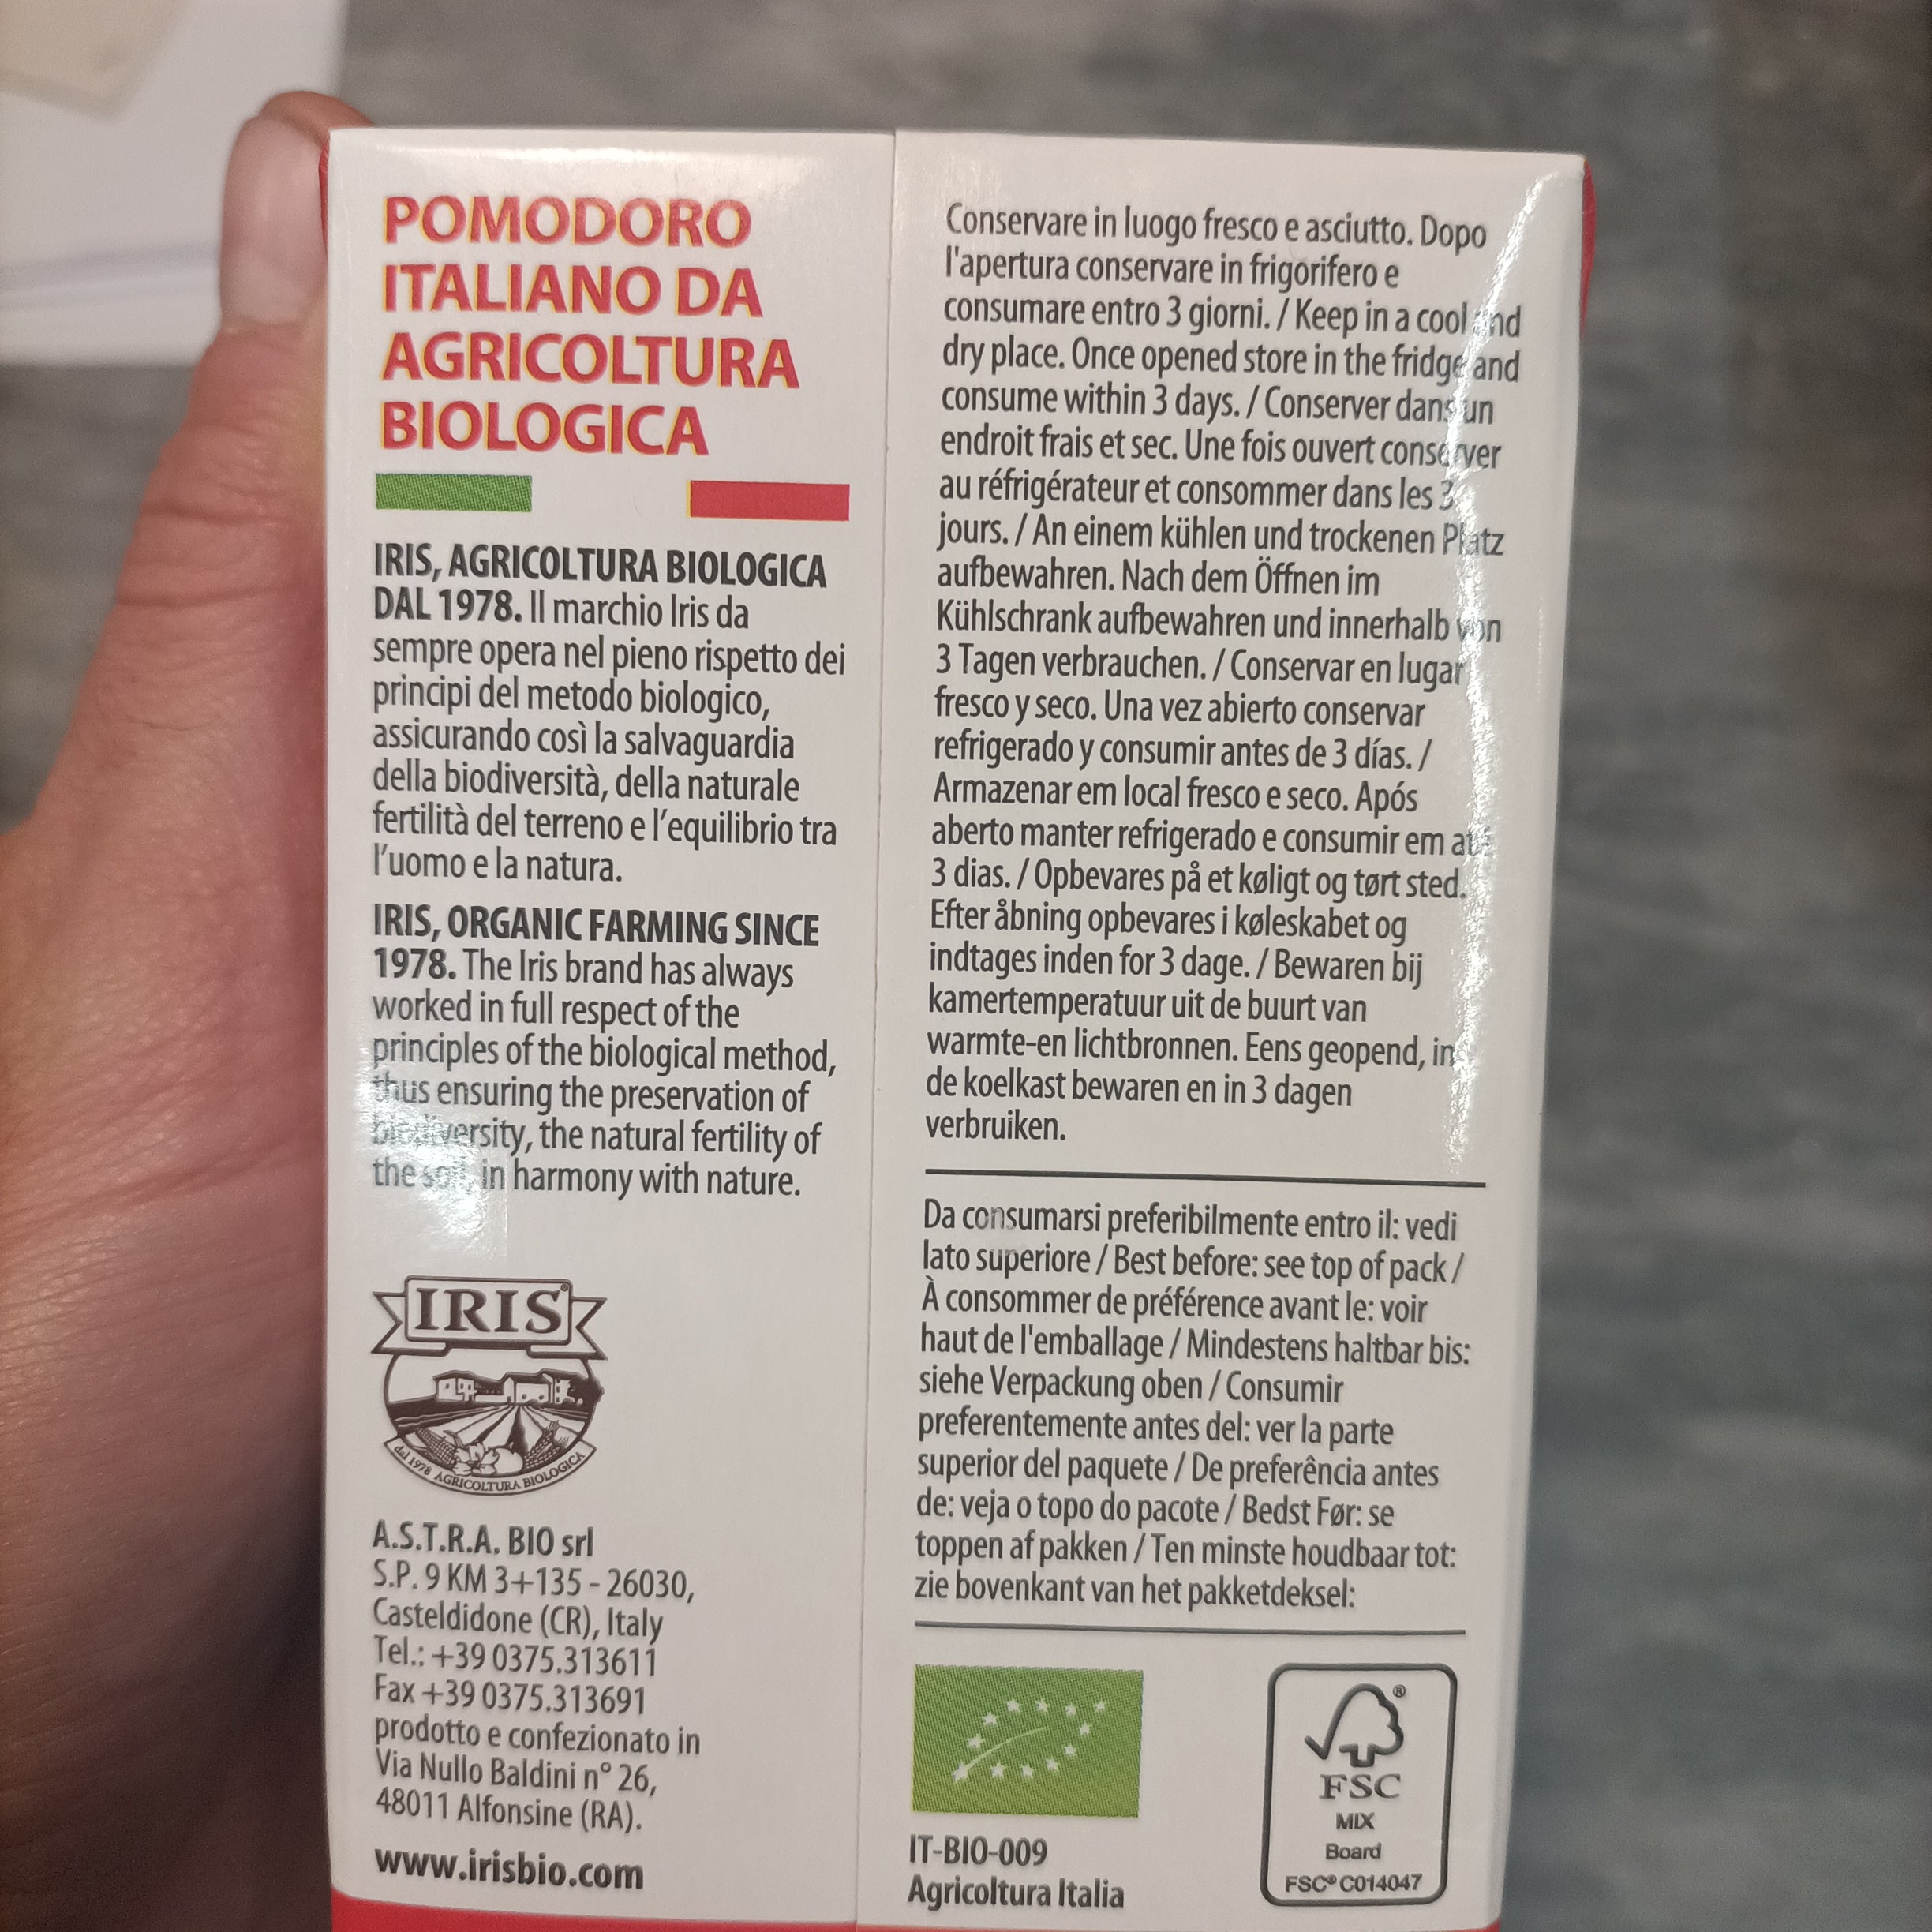 POMODORO
ITALIANO DA
AGRICOLTURA
BIOLOGICA
IRIS, AGRICOLTURA BIOLOGICA
DAL 1978. Il marchio Iris da
sempre opera nel pieno rispetto dei
principi del metodo biologico,
assicurando così la salvaguardia
della biodiversità, della naturale
fertilità del terreno e l'equilibrio tra
l'uomo e la natura.
IRIS, ORGANIC FARMING SINCE
1978. The Iris brand has always
worked in full respect of the
principles of the biological method,
thus ensuring the preservation of
biodiversity, the natural fertility of
the soil, in harmony with nature.
IRIS®
dal 1978 AGRICOLTURA BIOLOGICA
A.S.T.R.A. BIO srl
S.P. 9 KM 3+135 - 26030,
Casteldidone (CR), Italy
Tel.: +39 0375.313611
Fax +39 0375.313691
prodotto e confezionato in
Via Nullo Baldini n° 26,
48011 Alfonsine (RA).
www.irisbio.com
Conservare in luogo fresco e asciutto. Dopo
l'apertura conservare in frigorifero e
consumare entro 3 giorni. / Keep in a cool and
dry place. Once opened store in the fridge and
consume within 3 days. / Conserver dans un
endroit frais et sec. Une fois ouvert conserver
au réfrigérateur et consommer dans les 3
jours. / An einem kühlen und trockenen Platz
aufbewahren. Nach dem Öffnen im
Kühlschrank aufbewahren und innerhalb von
3 Tagen verbrauchen. / Conservar en lugar
fresco y seco. Una vez abierto conservar
refrigerado y consumir antes de 3 días. /
Armazenar em local fresco e seco. Após
aberto manter refrigerado e consumir em até
3 dias. / Opbevares på et køligt og tørt sted.
Efter åbning opbevares i køleskabet og
indtages inden for 3 dage. / Bewaren bij
kamertemperatuur uit de buurt van
warmte-en lichtbronnen. Eens geopend, in
de koelkast bewaren en in 3 dagen
verbruiken.
Da consumarsi preferibilmente entro il: vedi
lato superiore / Best before: see top of pack /
À consommer de préférence avant le: voir
haut de l'emballage / Mindestens haltbar bis:
siehe Verpackung oben / Consumir
preferentemente antes del: ver la parte
superior del paquete / De preferência antes
de: veja o topo do pacote / Bedst Før: se
toppen af pakken / Ten minste houdbaar tot:
zie bovenkant van het pakketdeksel:
IT-BIO-009
Agricoltura Italia
®
FSC
MIX
Board
FSC® C014047